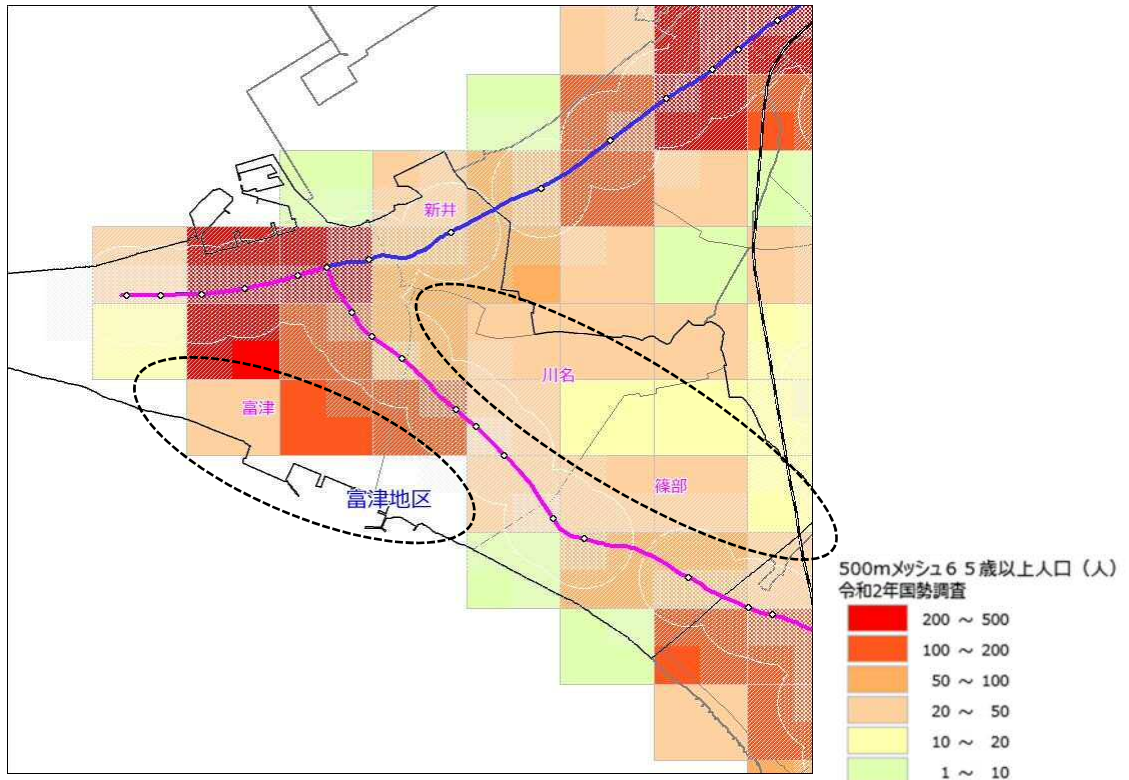 新井
川名
富津
篠部
富津地区
500mメッシュ６５歳以上人口（人）
令和2年国勢調査
200 ～ 500
100 ～ 200
50 ～ 100
20 ～ 50
10 ～ 20
1 ～ 10